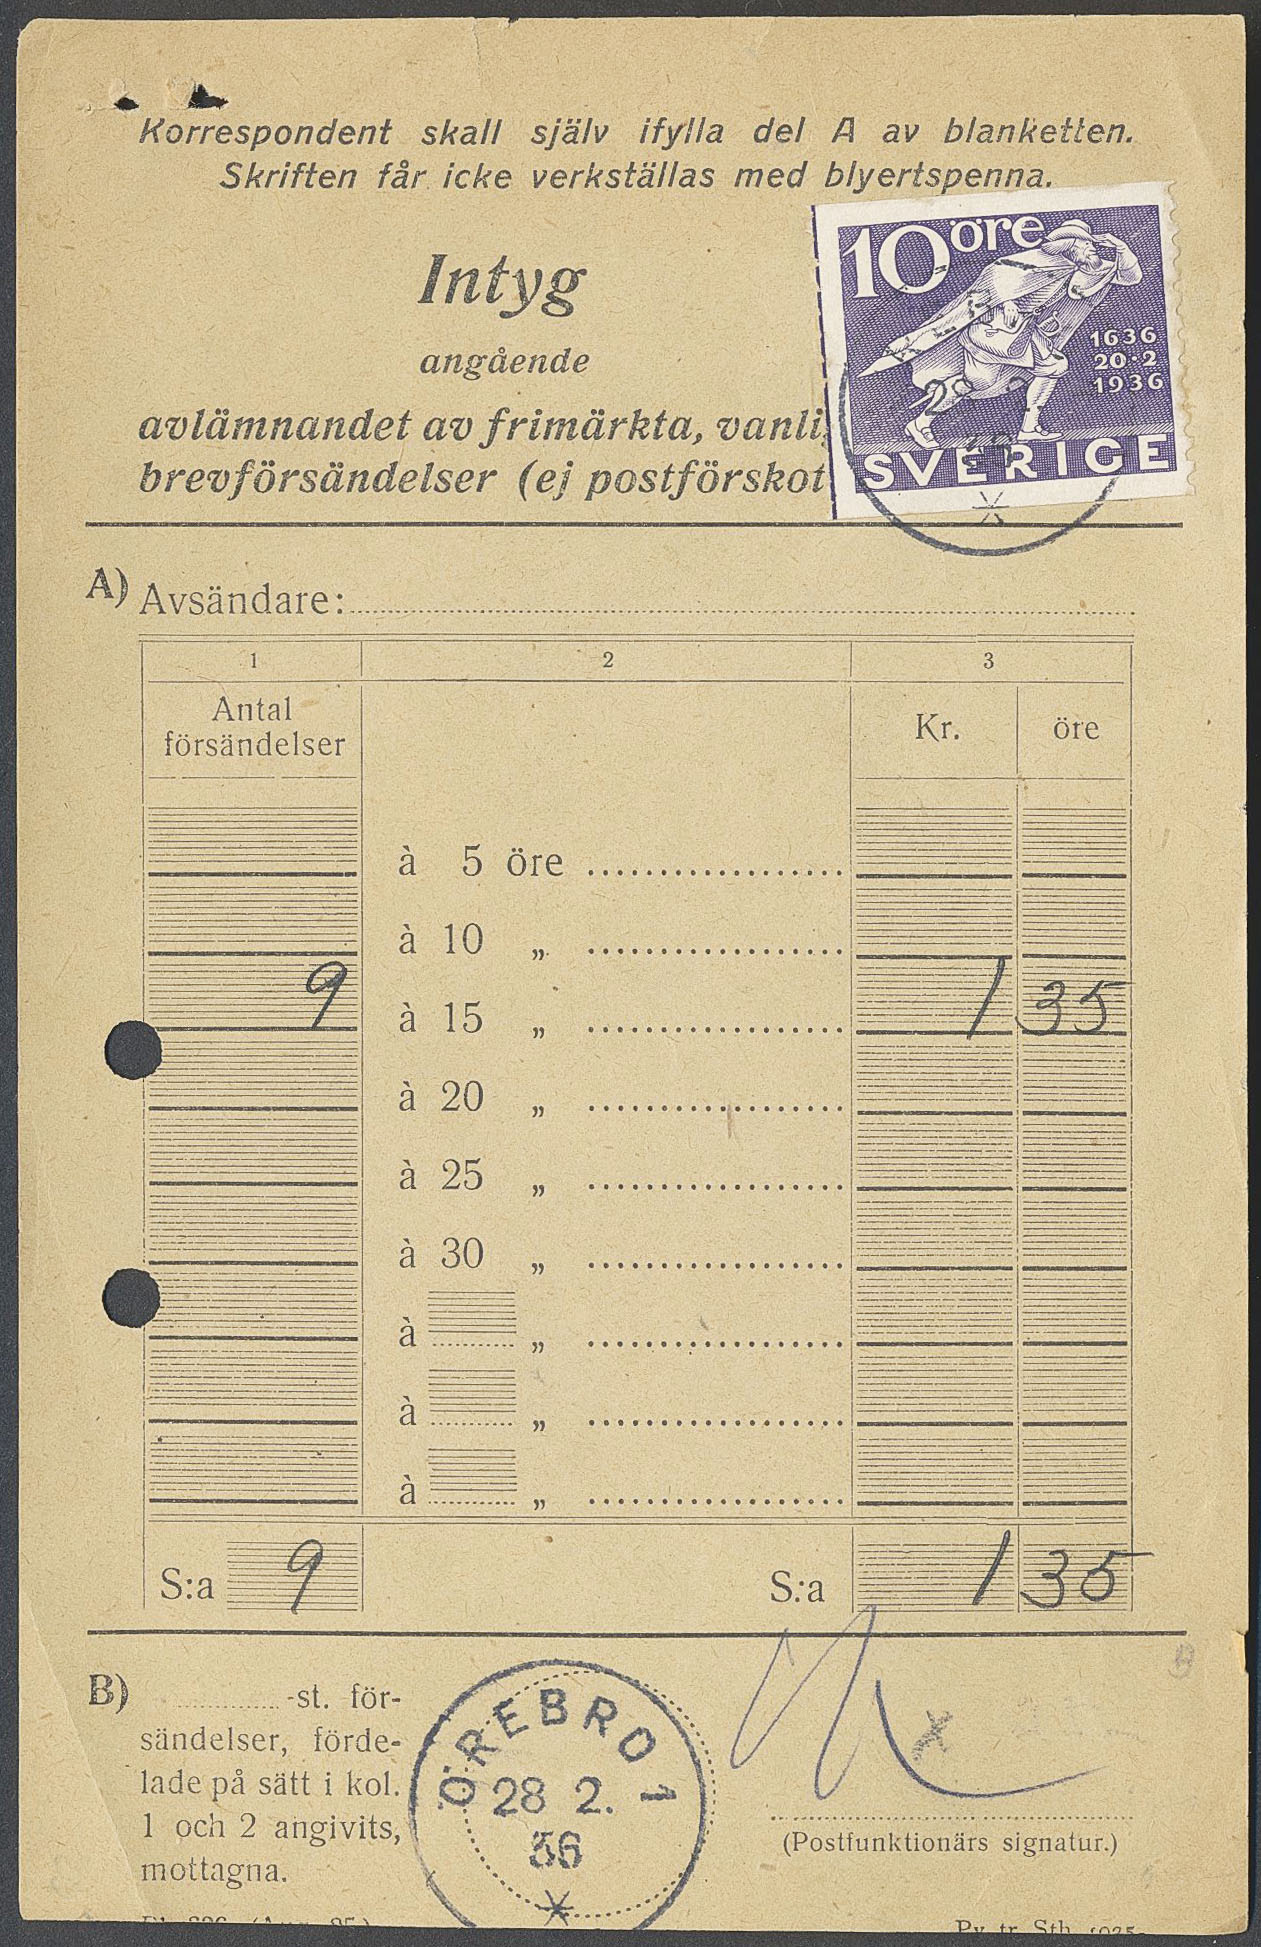 Korrespondent skall själv ifylla del A av blanketten.
Skriften får icke verkställas med blyertspenna.
Intyg
angående
avlämnandet av frimärkta, vanli
brevförsändelser (ej postförskot
10 öre
1636
20·2
1936
SVERIGE
A) Avsändare:
1 2 3
Antal försändelser Kr. öre
à 5 öre
à 10 „
9 à 15 „ 1 35
à 20 „
à 25 „
à 30 „
à „
à „
à „
S:a 9 S:a 1 35
B) -st. för-
sändelser, förde-
lade på sätt i kol.
1 och 2 angivits,
mottagna.
ÖREBRO 1
28 2.
36
(Postfunktionärs signatur.)